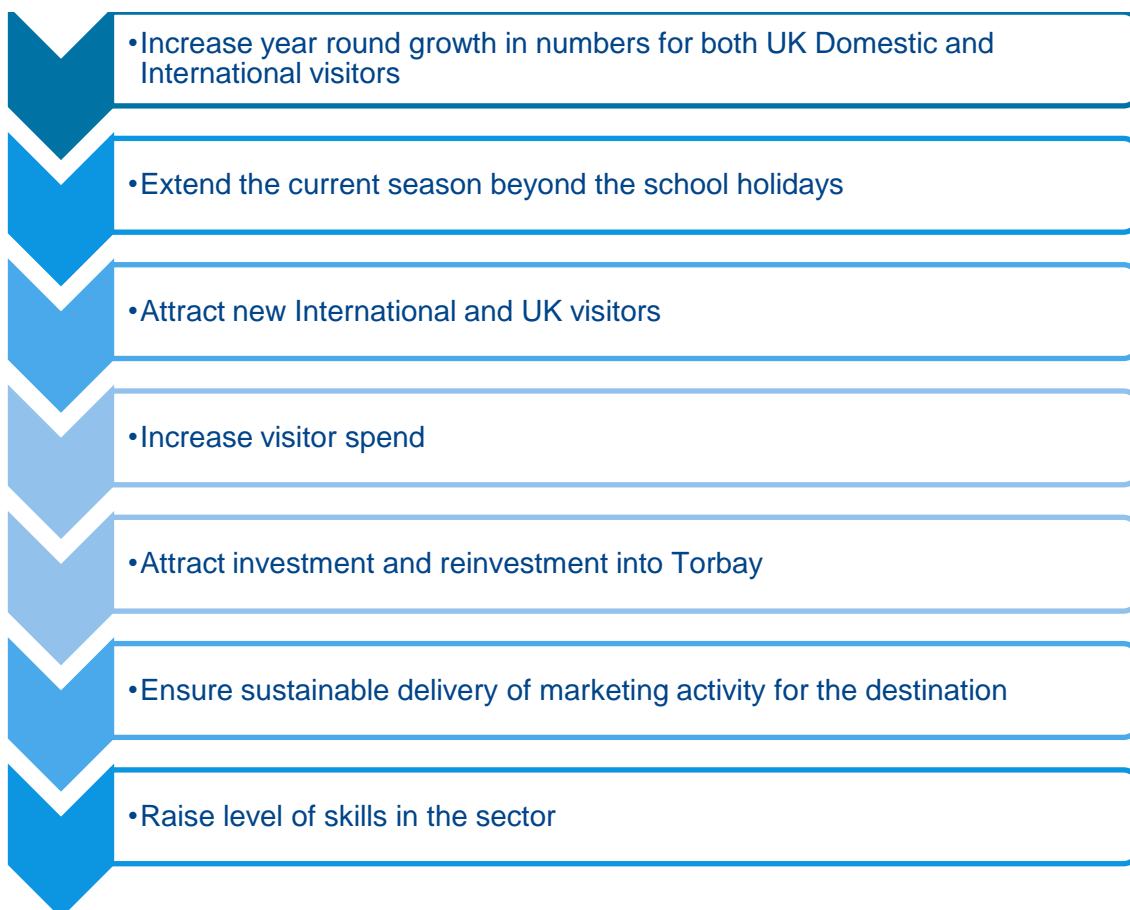 •Increase year round growth in numbers for both UK Domestic and
International visitors
•Extend the current season beyond the school holidays
•Attract new International and UK visitors
•Increase visitor spend
•Attract investment and reinvestment into Torbay
•Ensure sustainable delivery of marketing activity for the destination
•Raise level of skills in the sector